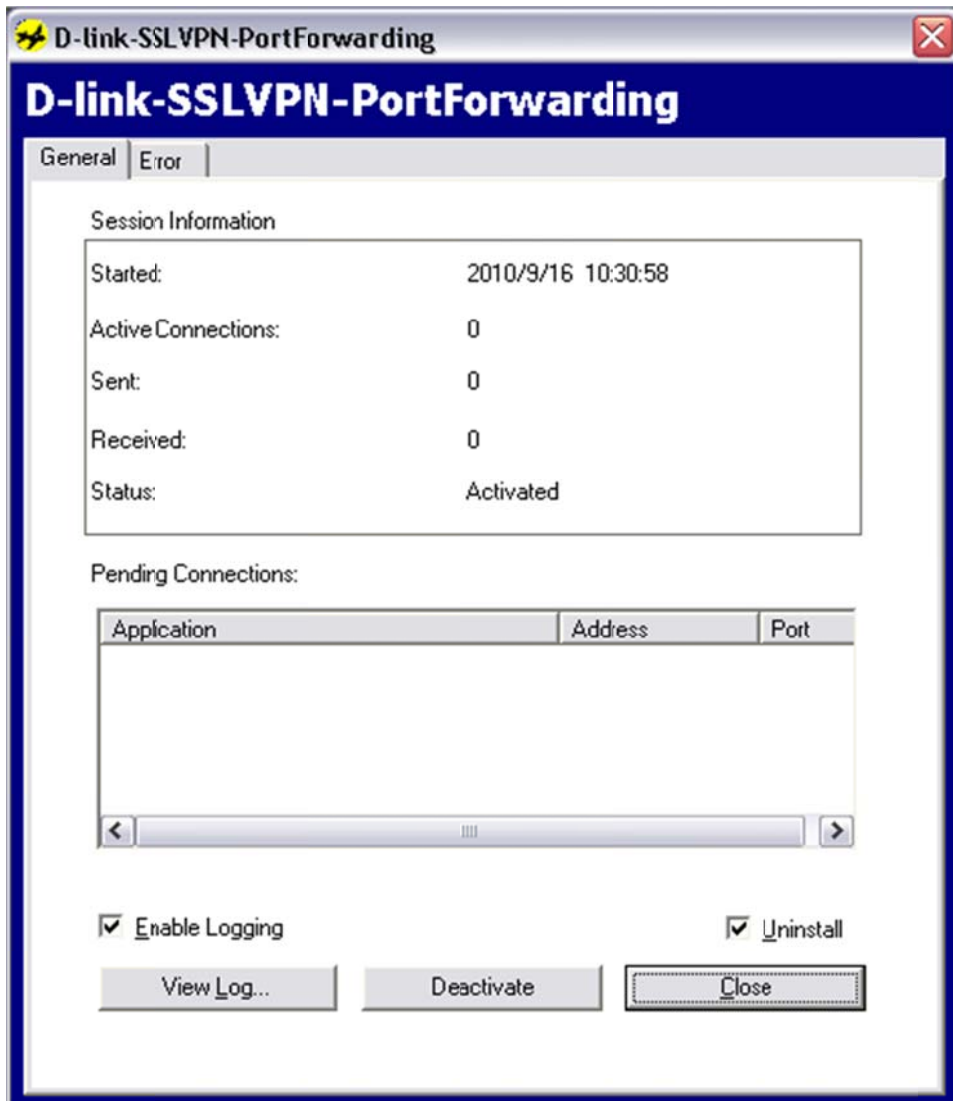 D-link-SSLVPN-PortForwarding
D-link-SSLVPN-PortForwarding
General Error
Session Information
Started: 2010/9/16 10:30:58
Active Connections: 0
Sent: 0
Received: 0
Status: Activated
Pending Connections:
Application Address Port
Enable Logging Uninstall
View Log... Deactivate Close